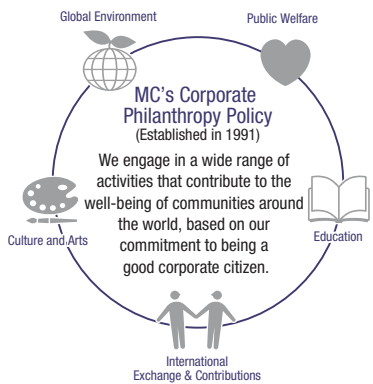 Global Environment
Public Welfare
MC's Corporate
Philanthropy Policy
(Established in 1991)
We engage in a wide range of
activities that contribute to the
well-being of communities around
the world, based on our
commitment to being a
good corporate citizen.
Culture and Arts
Education
International
Exchange & Contributions